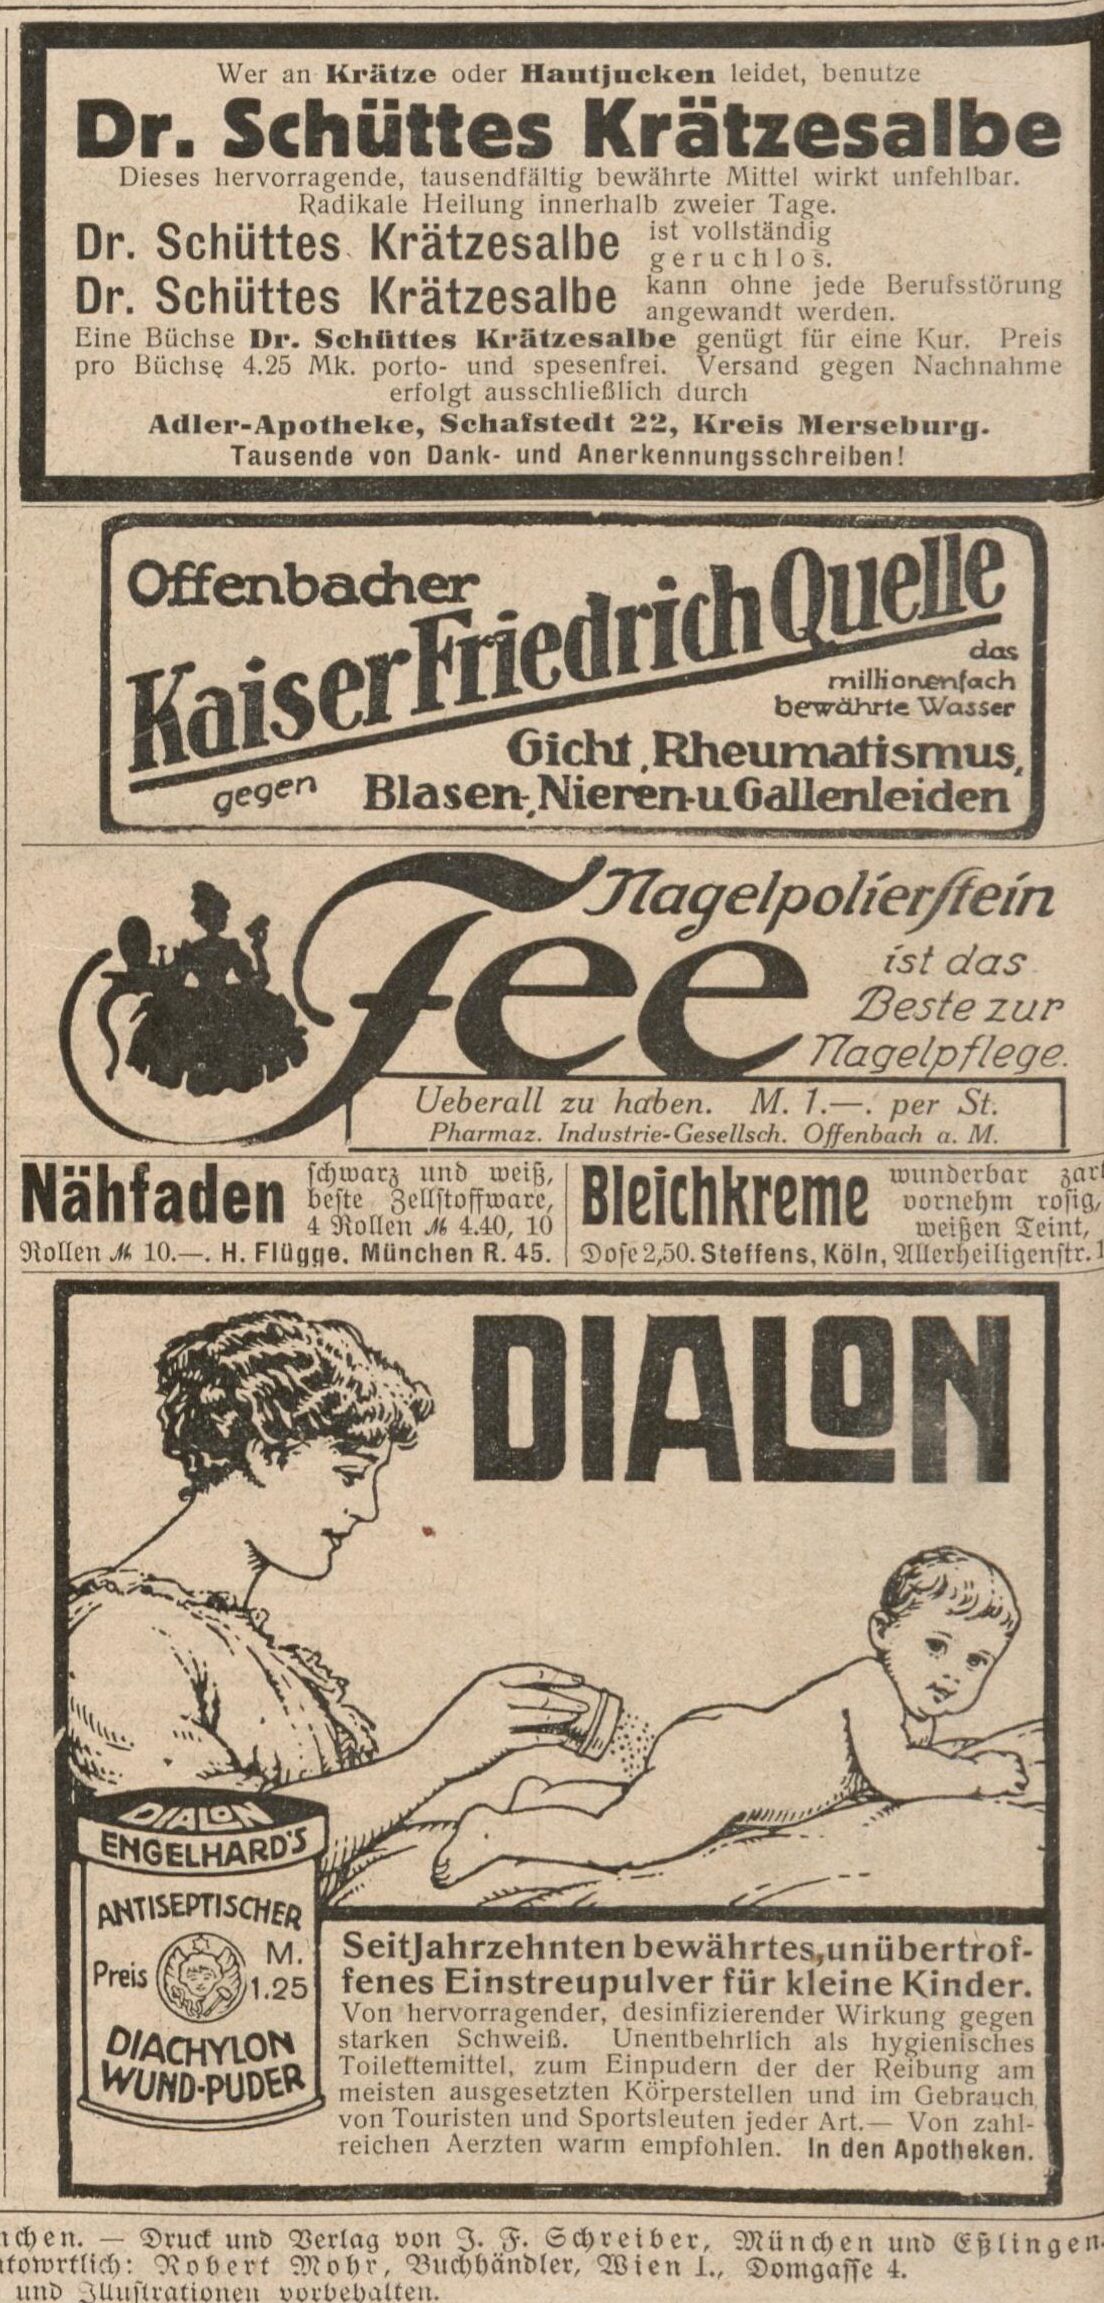 Wer an Krätze oder Hautjucken leidet, benutze
Dr. Schüttes Krätzesalbe
Dieses hervorragende, tausendfältig bewährte Mittel wirkt unfehlbar.
Radikale Heilung innerhalb zweier Tage.
Dr. Schüttes Krätzesalbe ist vollständig
geruchlos.
Dr. Schüttes Krätzesalbe kann ohne jede Berufsstörung
angewandt werden.
Eine Büchse Dr. Schüttes Krätzesalbe genügt für eine Kur. Preis
pro Büchse 4.25 Mk. porto- und spesenfrei. Versand gegen Nachnahme
erfolgt ausschließlich durch
Adler-Apotheke, Schafstedt 22, Kreis Merseburg.
Tausende von Dank- und Anerkennungsschreiben!
Offenbacher
Kaiser Friedrich Quelle
das
millionenfach
bewährte Wasser
gegen
Gicht, Rheumatismus,
Blasen-, Nieren- u. Gallenleiden
Fee
Nagelpolierstein
ist das
Beste zur
Nagelpflege.
Ueberall zu haben. M. 1.—. per St.
Pharmaz. Industrie-Gesellsch. Offenbach a. M.
Nähfaden schwarz und weiß,
beste Zellstoffware,
4 Rollen ℳ 4.40, 10
Rollen ℳ 10.—. H. Flügge, München R. 45.
Bleichkreme wunderbar zart
vornehm rosig,
weißen Teint,
Dose 2,50. Steffens, Köln, Allerheiligenstr. 1
DIALON
DIALON
ENGELHARD'S
ANTISEPTISCHER
Preis M.
1.25
DIACHYLON
WUND-PUDER
Seit Jahrzehnten bewährtes, unübertrof-
fenes Einstreupulver für kleine Kinder.
Von hervorragender, desinfizierender Wirkung gegen
starken Schweiß. Unentbehrlich als hygienisches
Toilettemittel, zum Einpudern der der Reibung am
meisten ausgesetzten Körperstellen und im Gebrauch
von Touristen und Sportsleuten jeder Art.— Von zahl-
reichen Aerzten warm empfohlen. In den Apotheken.
nchen. — Druck und Verlag von J. F. Schreiber, München und Eßlingen.
ntowrtlich: Robert Mohr, Buchhändler, Wien I., Domgasse 4.
und Illustrationen vorbehalten.